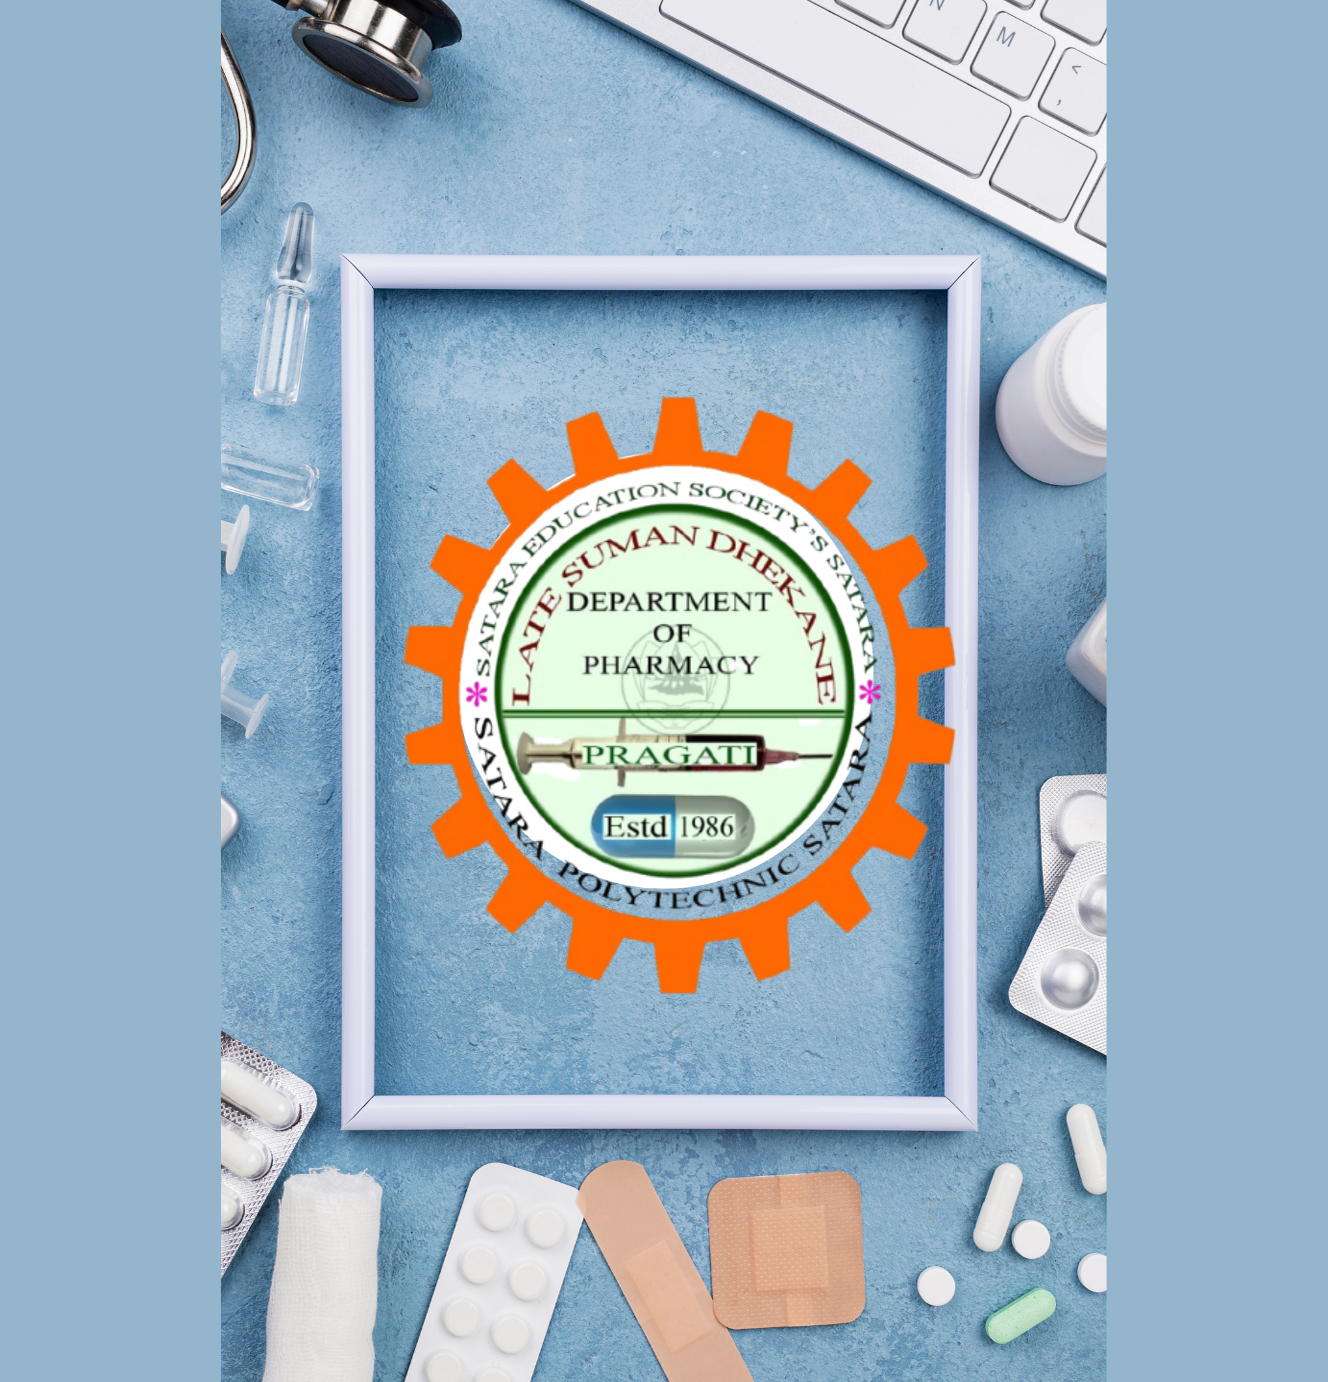 N
M
<
,
SATARA EDUCATION SOCIETY'S SATARA
LATE SUMAN DHEKANE
DEPARTMENT
OF
PHARMACY
* *
PRAGATI
Estd 1986
SATARA POLYTECHNIC SATARA